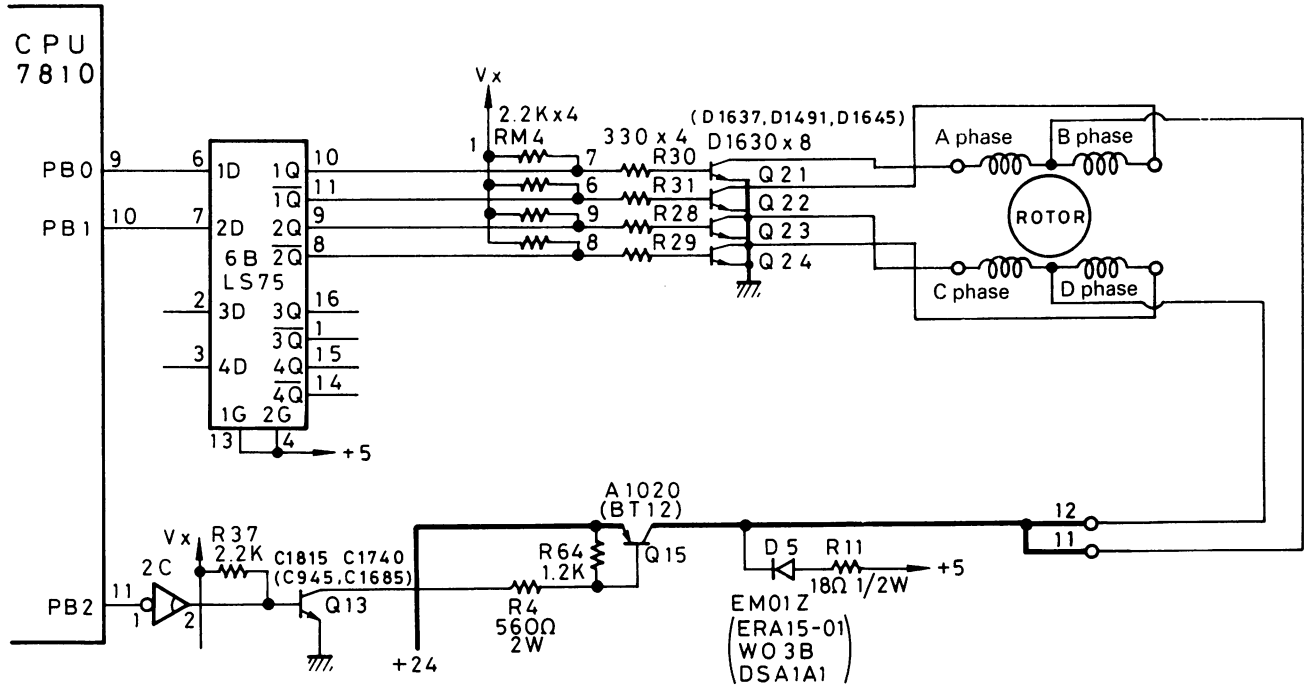 CPU
7810
PB0
9
PB1
10
6
7
2
3
1D
2D
6B
LS75
3D
4D
1G 2G
13
4
+5
1Q
1Q
2Q
2Q
3Q
3Q
4Q
4Q
10
11
9
8
16
1
15
14
Vx
2.2K×4
RM4
1
7
6
9
8
330×4
R30
R31
R28
R29
(D1637,D1491,D1645)
D1630×8
Q21
Q22
Q23
Q24
A phase
B phase
ROTOR
C phase
D phase
PB2
11
1
2C
2
Vx
R37
2.2K
C1815 C1740
(C945,C1685)
Q13
+24
R4
560Ω
2W
R64
1.2K
A1020
(BT12)
Q15
D5
R11
18Ω 1/2W
+5
EM01Z
(ERA15-01)
WO3B
DSA1A1
12
11